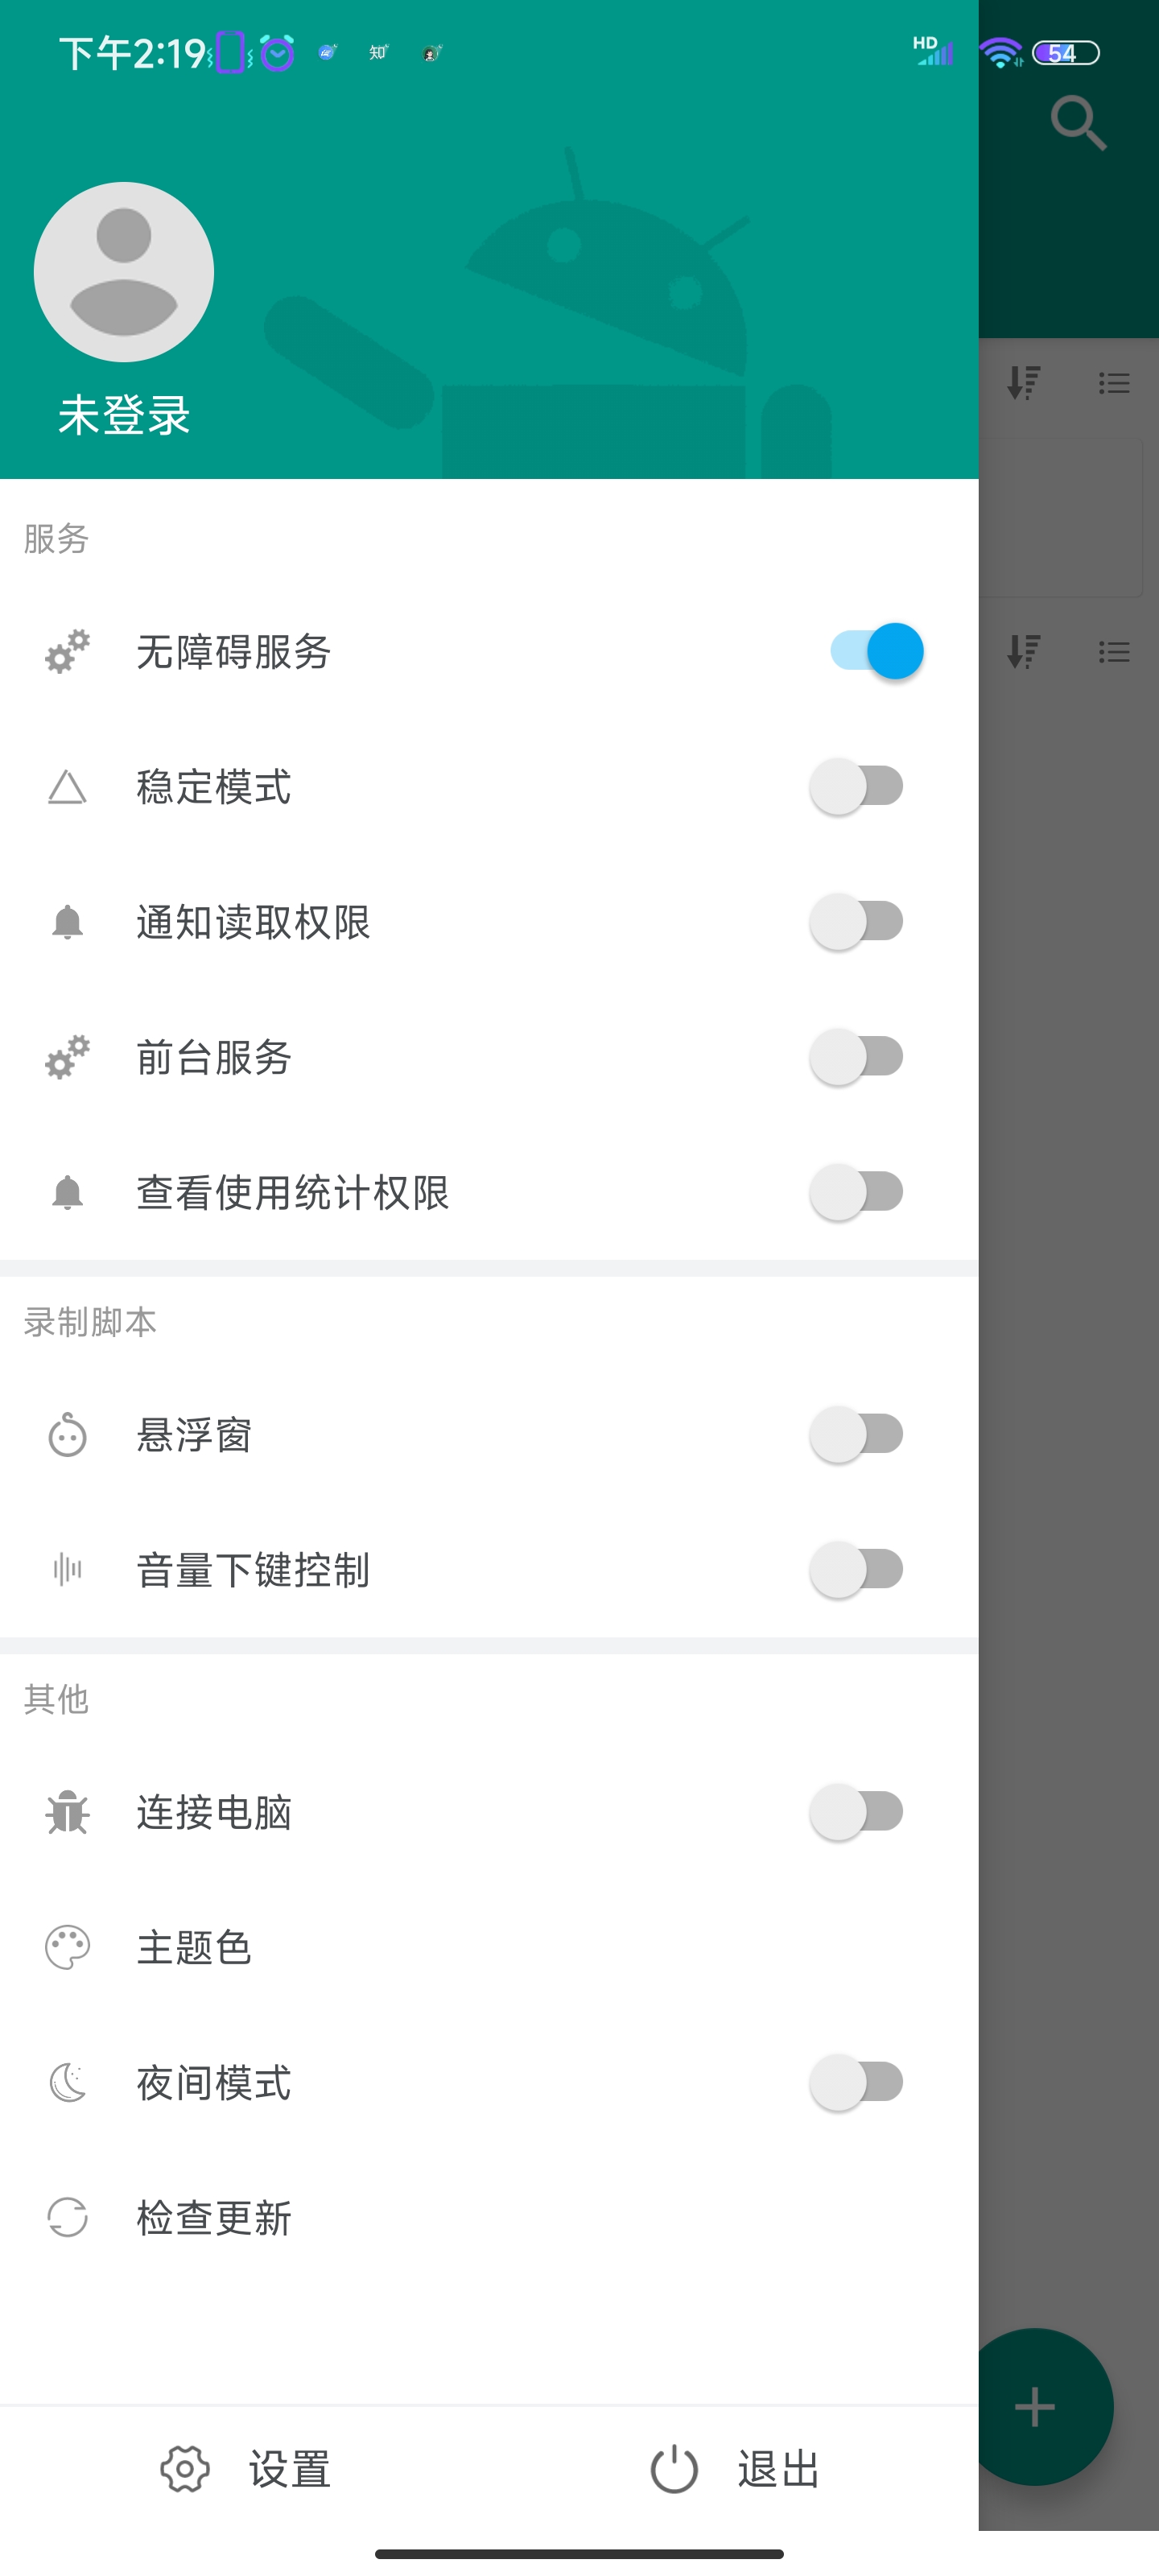 下午2:19
知
HD
54
未登录
服务
无障碍服务
稳定模式
通知读取权限
前台服务
查看使用统计权限
录制脚本
悬浮窗
音量下键控制
其他
连接电脑
主题色
夜间模式
检查更新
设置
退出